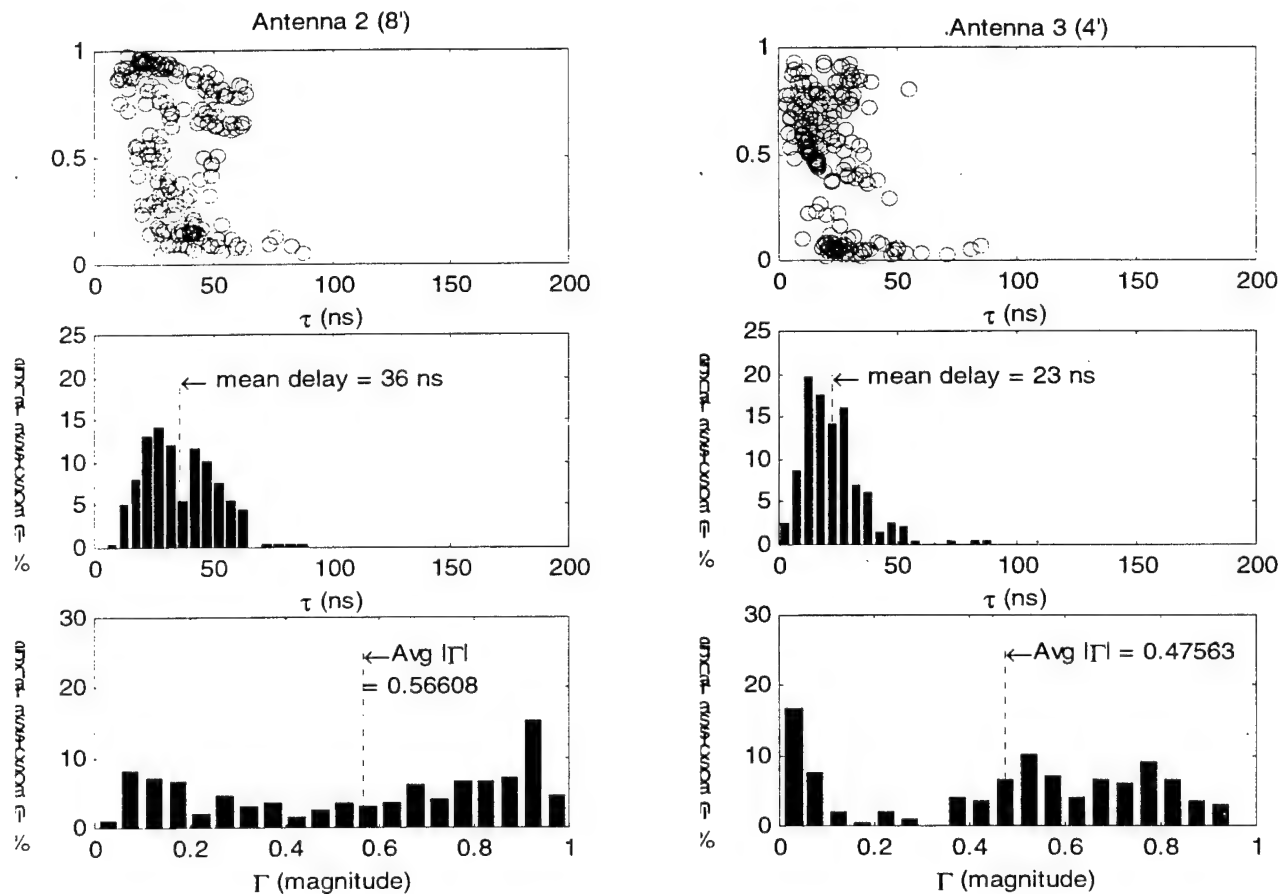 Antenna 2 (8')
1
0.5
0
0 50 100 150 200
τ (ns)
25
20
15
10
5
0
← mean delay = 36 ns
0 50 100 150 200
τ (ns)
30
20
10
0
←Avg |Γ|
= 0.56608
0 0.2 0.4 0.6 0.8 1
Γ (magnitude)
Antenna 3 (4')
1
0.5
0
0 50 100 150 200
τ (ns)
25
20
15
10
5
0
← mean delay = 23 ns
0 50 100 150 200
τ (ns)
30
20
10
0
←Avg |Γ| = 0.47563
0 0.2 0.4 0.6 0.8 1
Γ (magnitude)